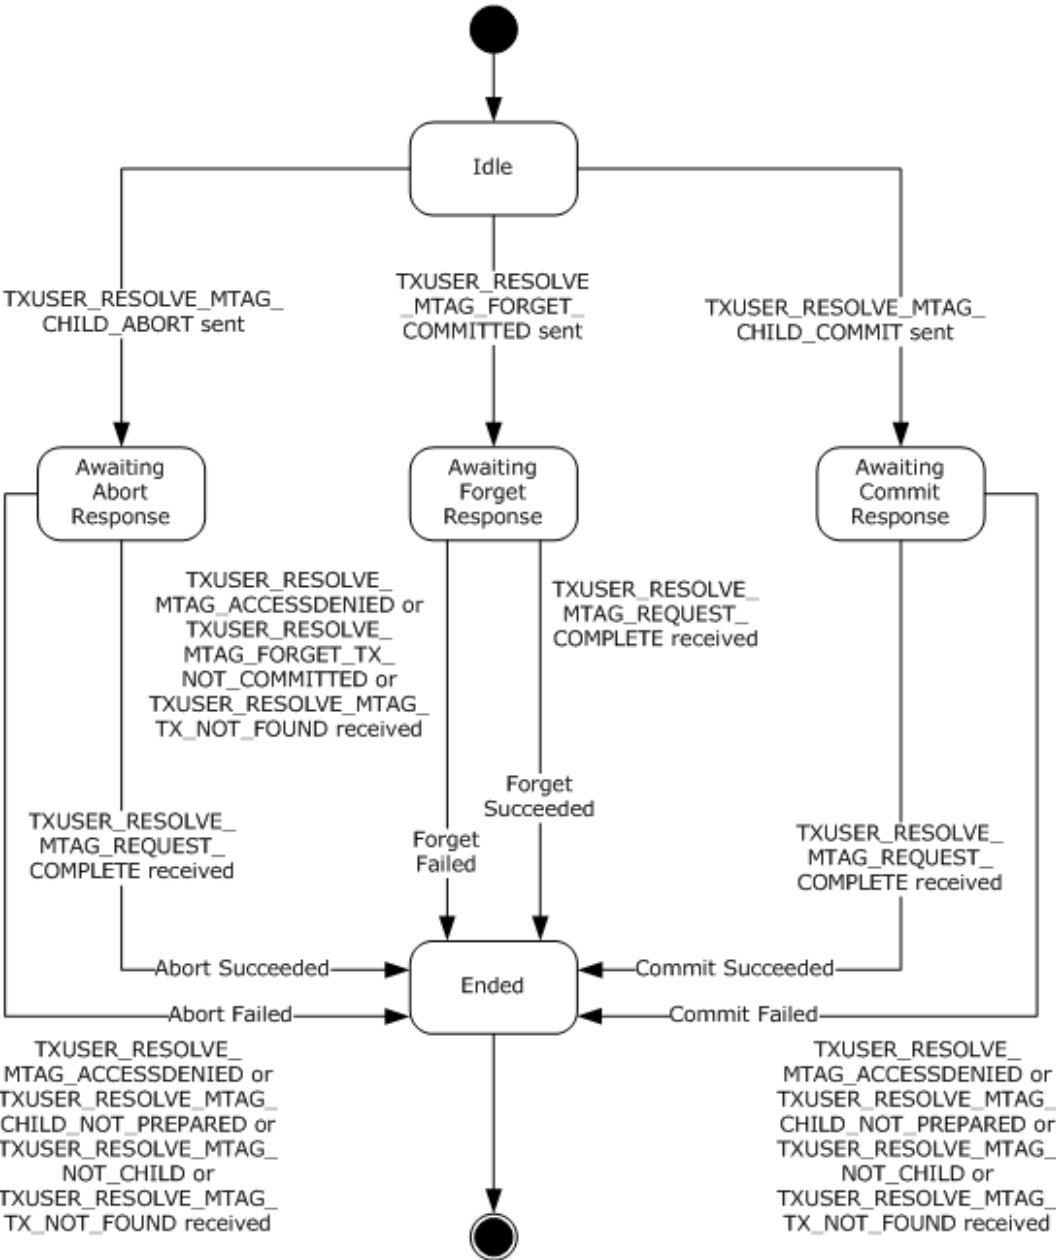 Idle
TXUSER_RESOLVE_MTAG_
CHILD_ABORT sent
TXUSER_RESOLVE
_MTAG_FORGET_
COMMITTED sent
TXUSER_RESOLVE_MTAG_
CHILD_COMMIT sent
Awaiting
Abort
Response
Awaiting
Forget
Response
Awaiting
Commit
Response
TXUSER_RESOLVE_
MTAG_ACCESSDENIED or
TXUSER_RESOLVE_
MTAG_FORGET_TX_
NOT_COMMITTED or
TXUSER_RESOLVE_MTAG_
TX_NOT_FOUND received
TXUSER_RESOLVE_
MTAG_REQUEST_
COMPLETE received
Forget
Succeeded
TXUSER_RESOLVE_
MTAG_REQUEST_
COMPLETE received
Forget
Failed
TXUSER_RESOLVE_
MTAG_REQUEST_
COMPLETE received
Abort Succeeded
Ended
Commit Succeeded
Abort Failed
Commit Failed
TXUSER_RESOLVE_
MTAG_ACCESSDENIED or
TXUSER_RESOLVE_MTAG_
CHILD_NOT_PREPARED or
TXUSER_RESOLVE_MTAG_
NOT_CHILD or
TXUSER_RESOLVE_MTAG_
TX_NOT_FOUND received
TXUSER_RESOLVE_
MTAG_ACCESSDENIED or
TXUSER_RESOLVE_MTAG_
CHILD_NOT_PREPARED or
TXUSER_RESOLVE_MTAG_
NOT_CHILD or
TXUSER_RESOLVE_MTAG_
TX_NOT_FOUND received